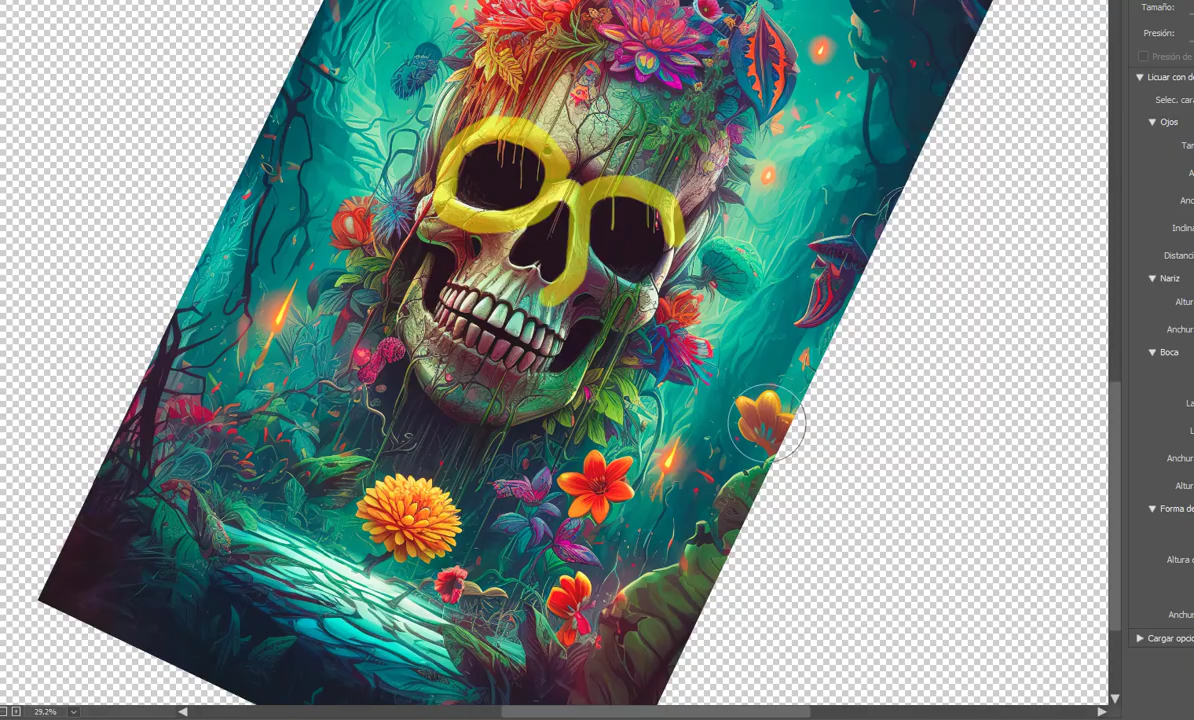 Tamaño:
Presión:
Presión de
Licuar con de
Selec. car
Ojos
Tar
A
Anc
Inclina
Distanci
Nariz
Altur
Anchur
Boca
La
L
Anchur
Altur
Forma de
Altura d
Anchur
Cargar opcio
29,2%